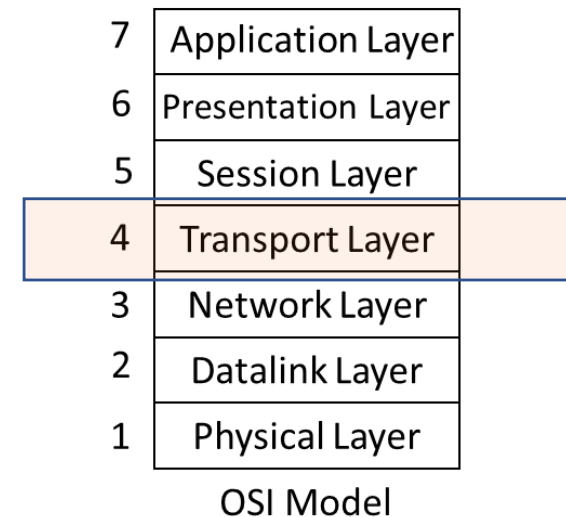 7 Application Layer
6 Presentation Layer
5 Session Layer
4 Transport Layer
3 Network Layer
2 Datalink Layer
1 Physical Layer
OSI Model